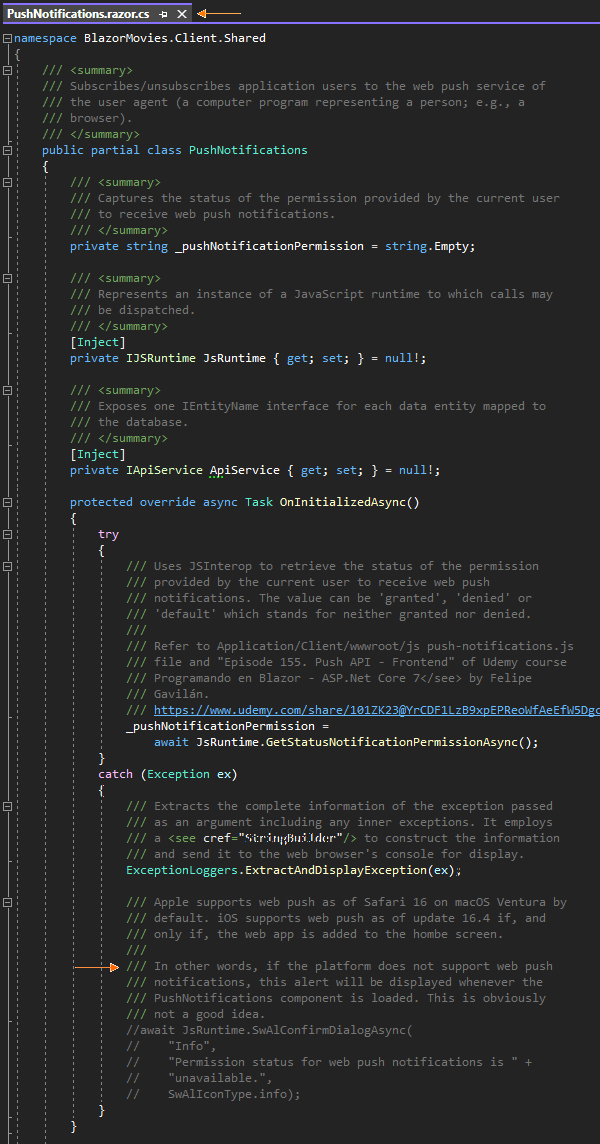 PushNotifications.razor.cs
namespace BlazorMovies.Client.Shared
{
/// <summary>
/// Subscribes/unsubscribes application users to the web push service of
/// the user agent (a computer program representing a person; e.g., a
/// browser).
/// </summary>
public partial class PushNotifications
{
/// <summary>
/// Captures the status of the permission provided by the current user
/// to receive web push notifications.
/// </summary>
private string _pushNotificationPermission = string.Empty;
/// <summary>
/// Represents an instance of a JavaScript runtime to which calls may
/// be dispatched.
/// </summary>
[Inject]
private IJSRuntime JsRuntime { get; set; } = null!;
/// <summary>
/// Exposes one IEntityName interface for each data entity mapped to
/// the database.
/// </summary>
[Inject]
private IApiService ApiService { get; set; } = null!;
protected override async Task OnInitializedAsync()
{
try
{
/// Uses JSInterop to retrieve the status of the permission
/// provided by the current user to receive web push
/// notifications. The value can be 'granted', 'denied' or
/// 'default' which stands for neither granted nor denied.
///
/// Refer to Application/Client/wwwroot/js push-notifications.js
/// file and "Episode 155. Push API - Frontend" of Udemy course
/// Programando en Blazor - ASP.Net Core 7</see> by Felipe
/// Gavilán.
/// https://www.udemy.com/share/101ZK23@YrCDF1LzB9xpEPReoWfAeEfW5Dgc
_pushNotificationPermission =
await JsRuntime.GetStatusNotificationPermissionAsync();
}
catch (Exception ex)
{
/// Extracts the complete information of the exception passed
/// as an argument including any inner exceptions. It employs
/// a <see cref="StringBuilder"/> to construct the information
/// and send it to the web browser's console for display.
ExceptionLoggers.ExtractAndDisplayException(ex);
/// Apple supports web push as of Safari 16 on macOS Ventura by
/// default. iOS supports web push as of update 16.4 if, and
/// only if, the web app is added to the hombe screen.
///
/// In other words, if the platform does not support web push
/// notifications, this alert will be displayed whenever the
/// PushNotifications component is loaded. This is obviously
/// not a good idea.
//await JsRuntime.SwAlConfirmDialogAsync(
// "Info",
// "Permission status for web push notifications is " +
// "unavailable.",
// SwAlIconType.info);
}
}